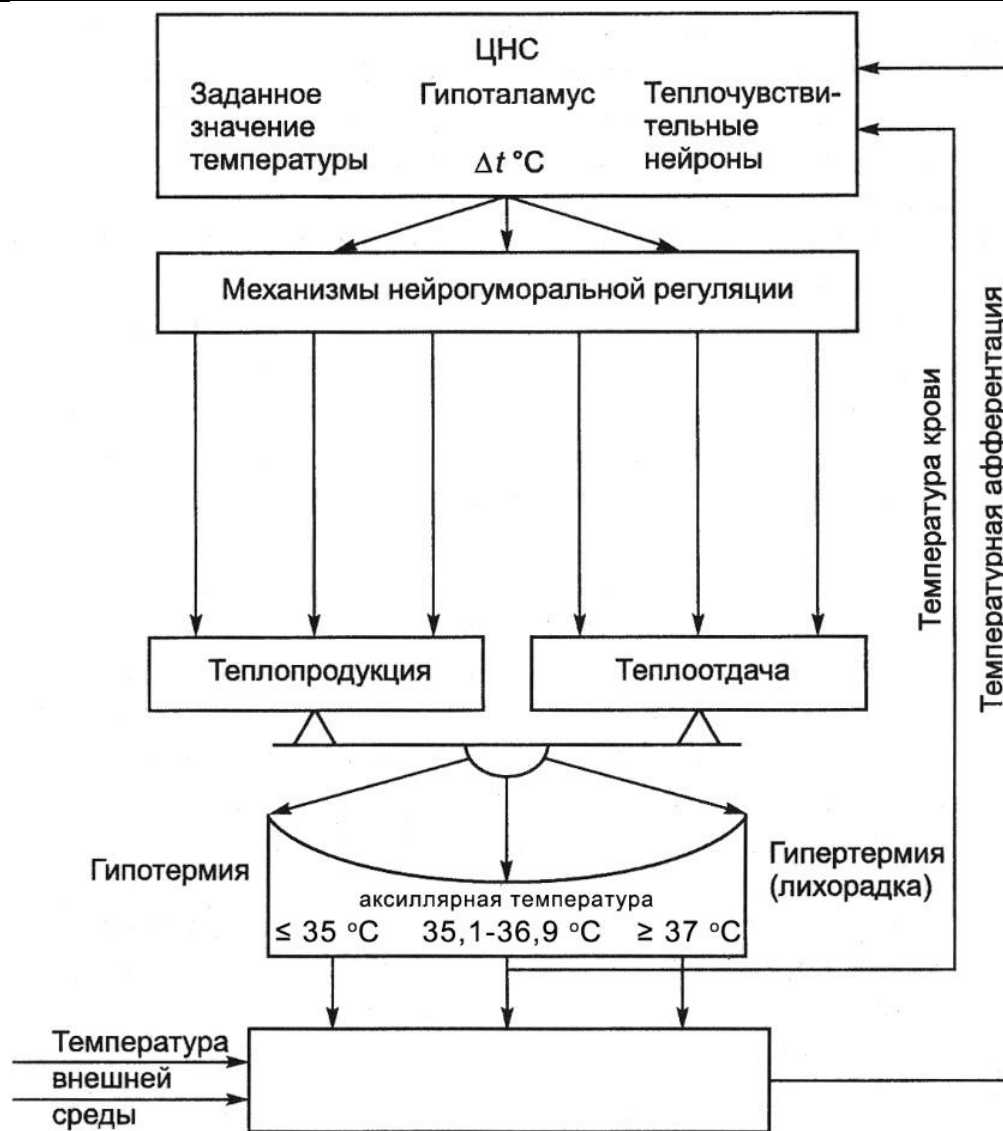 ЦНС
Заданное
значение
температуры
Гипоталамус
Δt °C
Теплочувстви-
тельные
нейроны
Механизмы нейрогуморальной регуляции
Температура крови
Температурная афферентация
Теплопродукция
Теплоотдача
Гипотермия
Гипертермия
(лихорадка)
аксиллярная температура
≤ 35 °C 35,1-36,9 °C ≥ 37 °C
Температура
внешней
среды